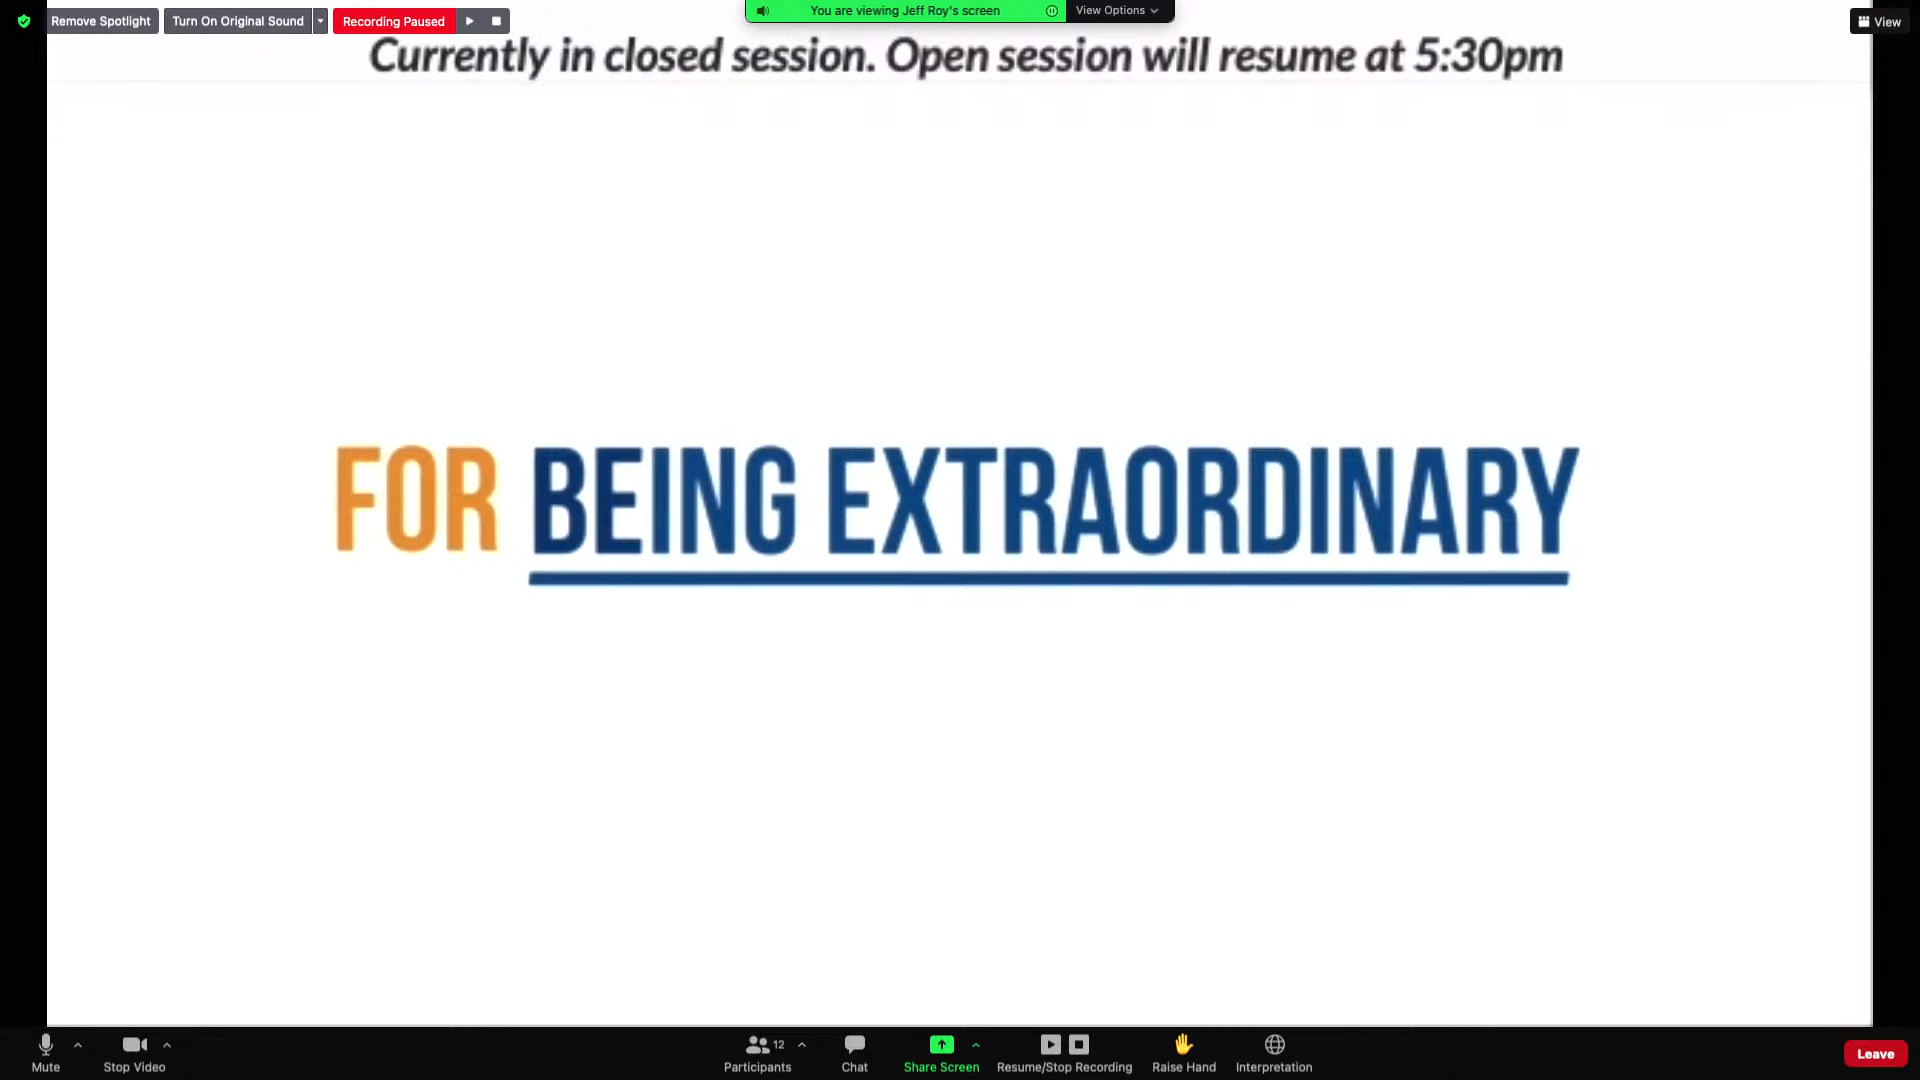 Remove Spotlight
Turn On Original Sound
Recording Paused
You are viewing Jeff Roy's screen
View Options
View
Currently in closed session. Open session will resume at 5:30pm
FOR BEING EXTRAORDINARY
Mute
Stop Video
12
Participants
Chat
Share Screen
Resume/Stop Recording
Raise Hand
Interpretation
Leave